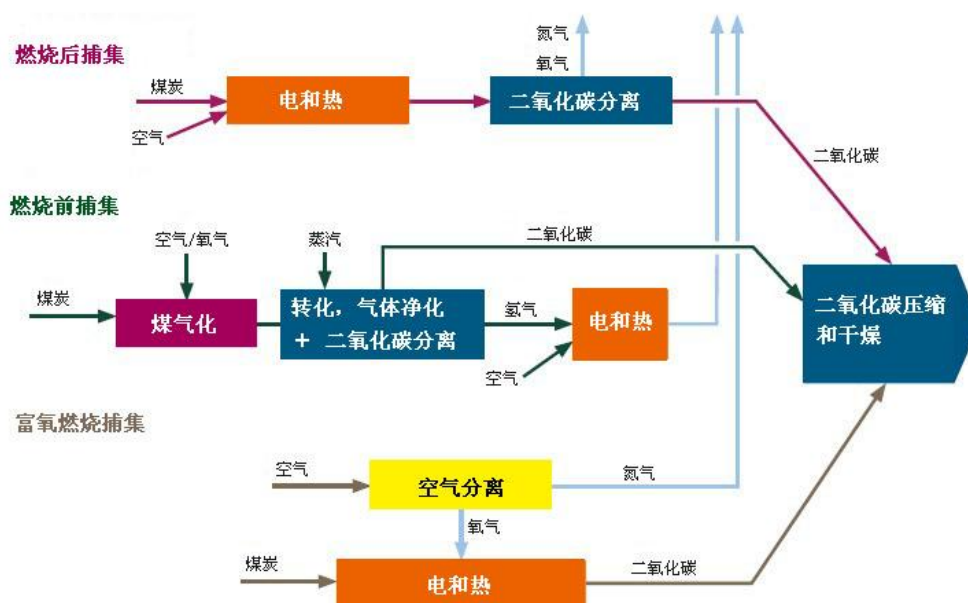 氮气
燃烧后捕集
氧气
煤炭
电和热
二氧化碳分离
空气
二氧化碳
燃烧前捕集
空气/氧气
蒸汽
二氧化碳
煤炭
煤气化
转化，气体净化
+ 二氧化碳分离
氢气
电和热
空气
二氧化碳压缩
和干燥
富氧燃烧捕集
空气
空气分离
氮气
氧气
煤炭
电和热
二氧化碳